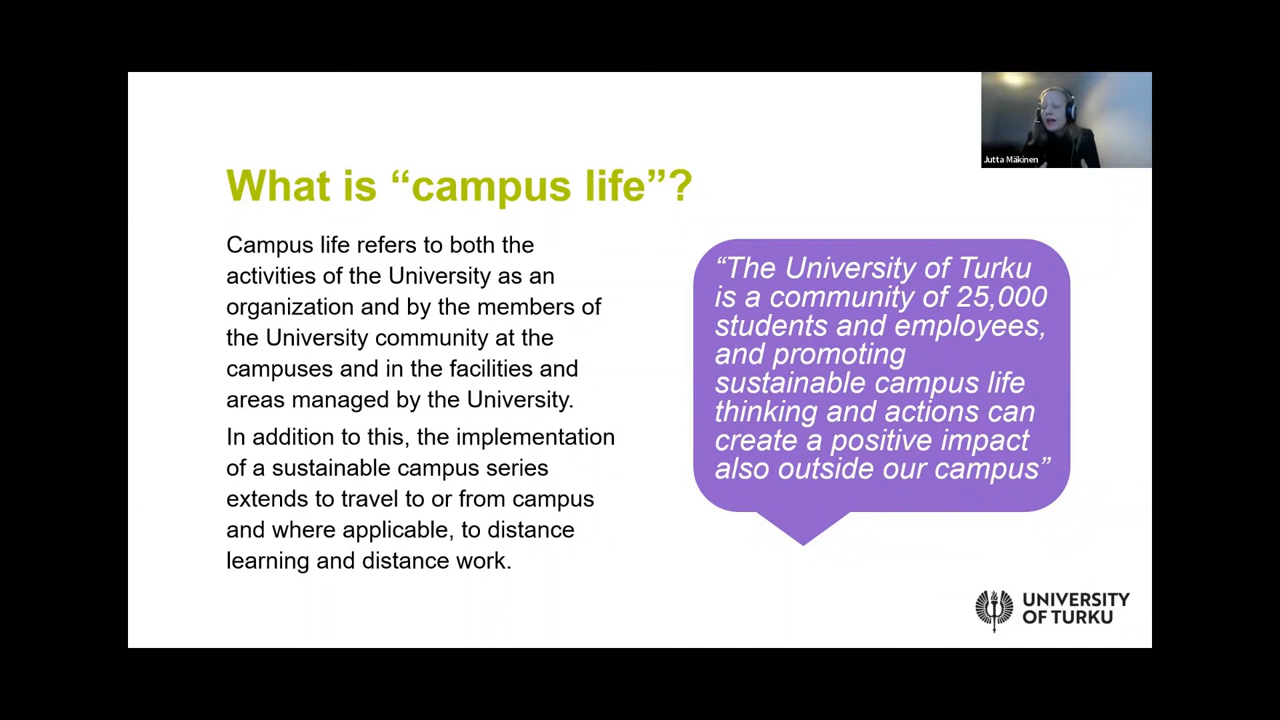 Jutta Mäkinen
What is “campus life”?
Campus life refers to both the
activities of the University as an
organization and by the members of
the University community at the
campuses and in the facilities and
areas managed by the University.
In addition to this, the implementation
of a sustainable campus series
extends to travel to or from campus
and where applicable, to distance
learning and distance work.
“The University of Turku
is a community of 25,000
students and employees,
and promoting
sustainable campus life
thinking and actions can
create a positive impact
also outside our campus”
UNIVERSITY
OF TURKU